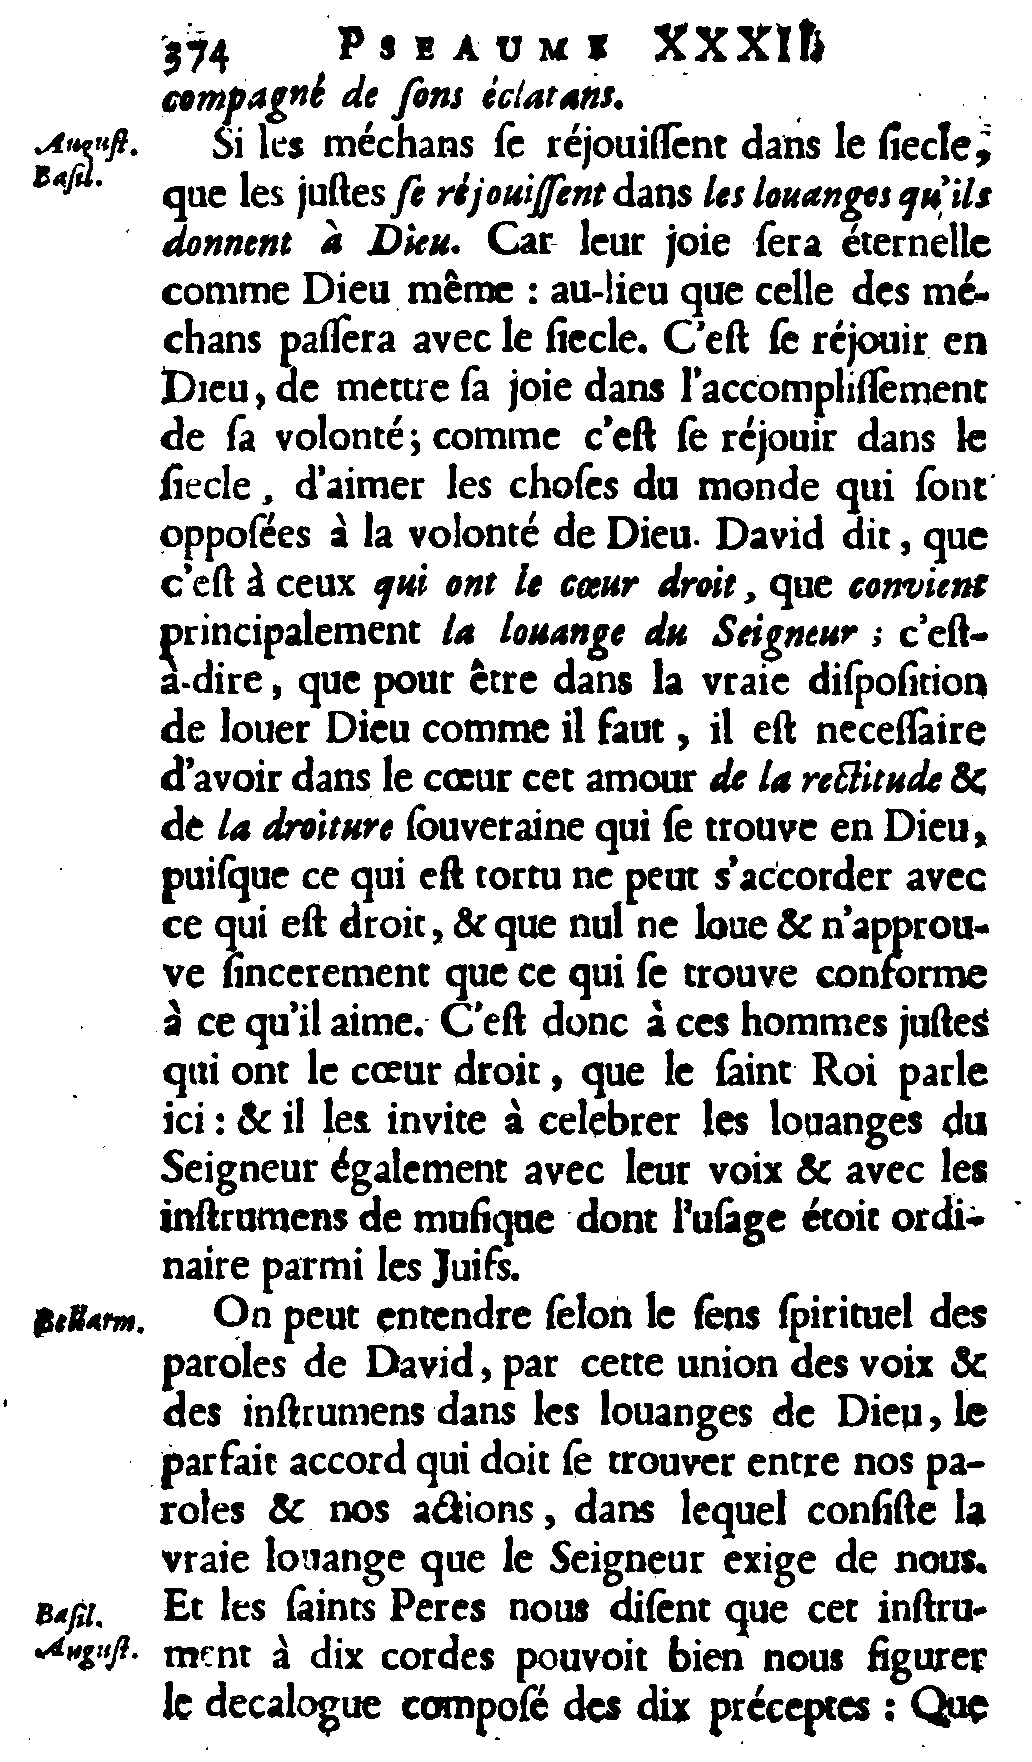 374 PSEAUME XXXII
compagné de ſons éclatans.
Auguſt.
Baſil.
Si les méchans ſe réjouiſſent dans le ſiecle,
que les juſtes ſe réjouiſſent dans les louanges qu'ils
donnent à Dieu. Car leur joie ſera éternelle
comme Dieu même : au-lieu que celle des mé-
chans paſſera avec le ſiecle. C'eſt ſe réjouir en
Dieu, de mettre ſa joie dans l'accompliſſement
de ſa volonté; comme c'eſt ſe réjouir dans le
ſiecle, d'aimer les choſes du monde qui ſont
oppoſées à la volonté de Dieu. David dit, que
c'eſt à ceux qui ont le cœur droit, que convient
principalement la louange du Seigneur ; c'eſt-
à-dire, que pour être dans la vraie diſpoſition
de louer Dieu comme il faut, il eſt neceſſaire
d'avoir dans le cœur cet amour de la rectitude &
de la droiture ſouveraine qui ſe trouve en Dieu,
puiſque ce qui eſt tortu ne peut s'accorder avec
ce qui eſt droit, & que nul ne loue & n'approu-
ve ſincerement que ce qui ſe trouve conforme
à ce qu'il aime. C'eſt donc à ces hommes juſtes
qui ont le cœur droit, que le ſaint Roi parle
ici : & il les invite à celebrer les louanges du
Seigneur également avec leur voix & avec les
inſtrumens de muſique dont l'uſage étoit ordi-
naire parmi les Juifs.
Bellarm.
On peut entendre ſelon le ſens ſpirituel des
paroles de David, par cette union des voix &
des inſtrumens dans les louanges de Dieu, le
parfait accord qui doit ſe trouver entre nos pa-
roles & nos actions, dans lequel conſiſte la
vraie louange que le Seigneur exige de nous.
Baſil.
Auguſt.
Et les ſaints Peres nous diſent que cet inſtru-
ment à dix cordes pouvoit bien nous figurer
le decalogue compoſé des dix préceptes : Que